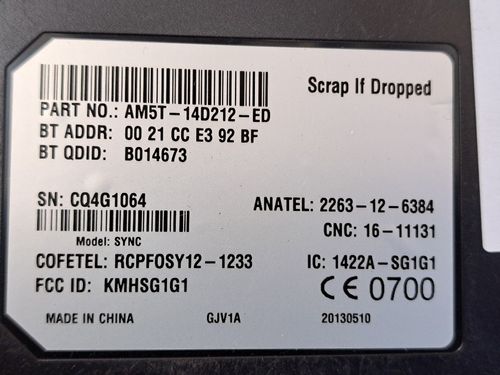 Scrap If Dropped
PART NO.: AM5T-14D212-ED
BT ADDR: 00 21 CC E3 92 BF
BT QDID: B014673
SN: CQ4G1064
ANATEL: 2263-12-6384
CNC: 16-11131
Model: SYNC
COFETEL: RCPFOSY12-1233
IC: 1422A-SG1G1
FCC ID: KMHSG1G1
CE 0700
MADE IN CHINA GJV1A 20130510